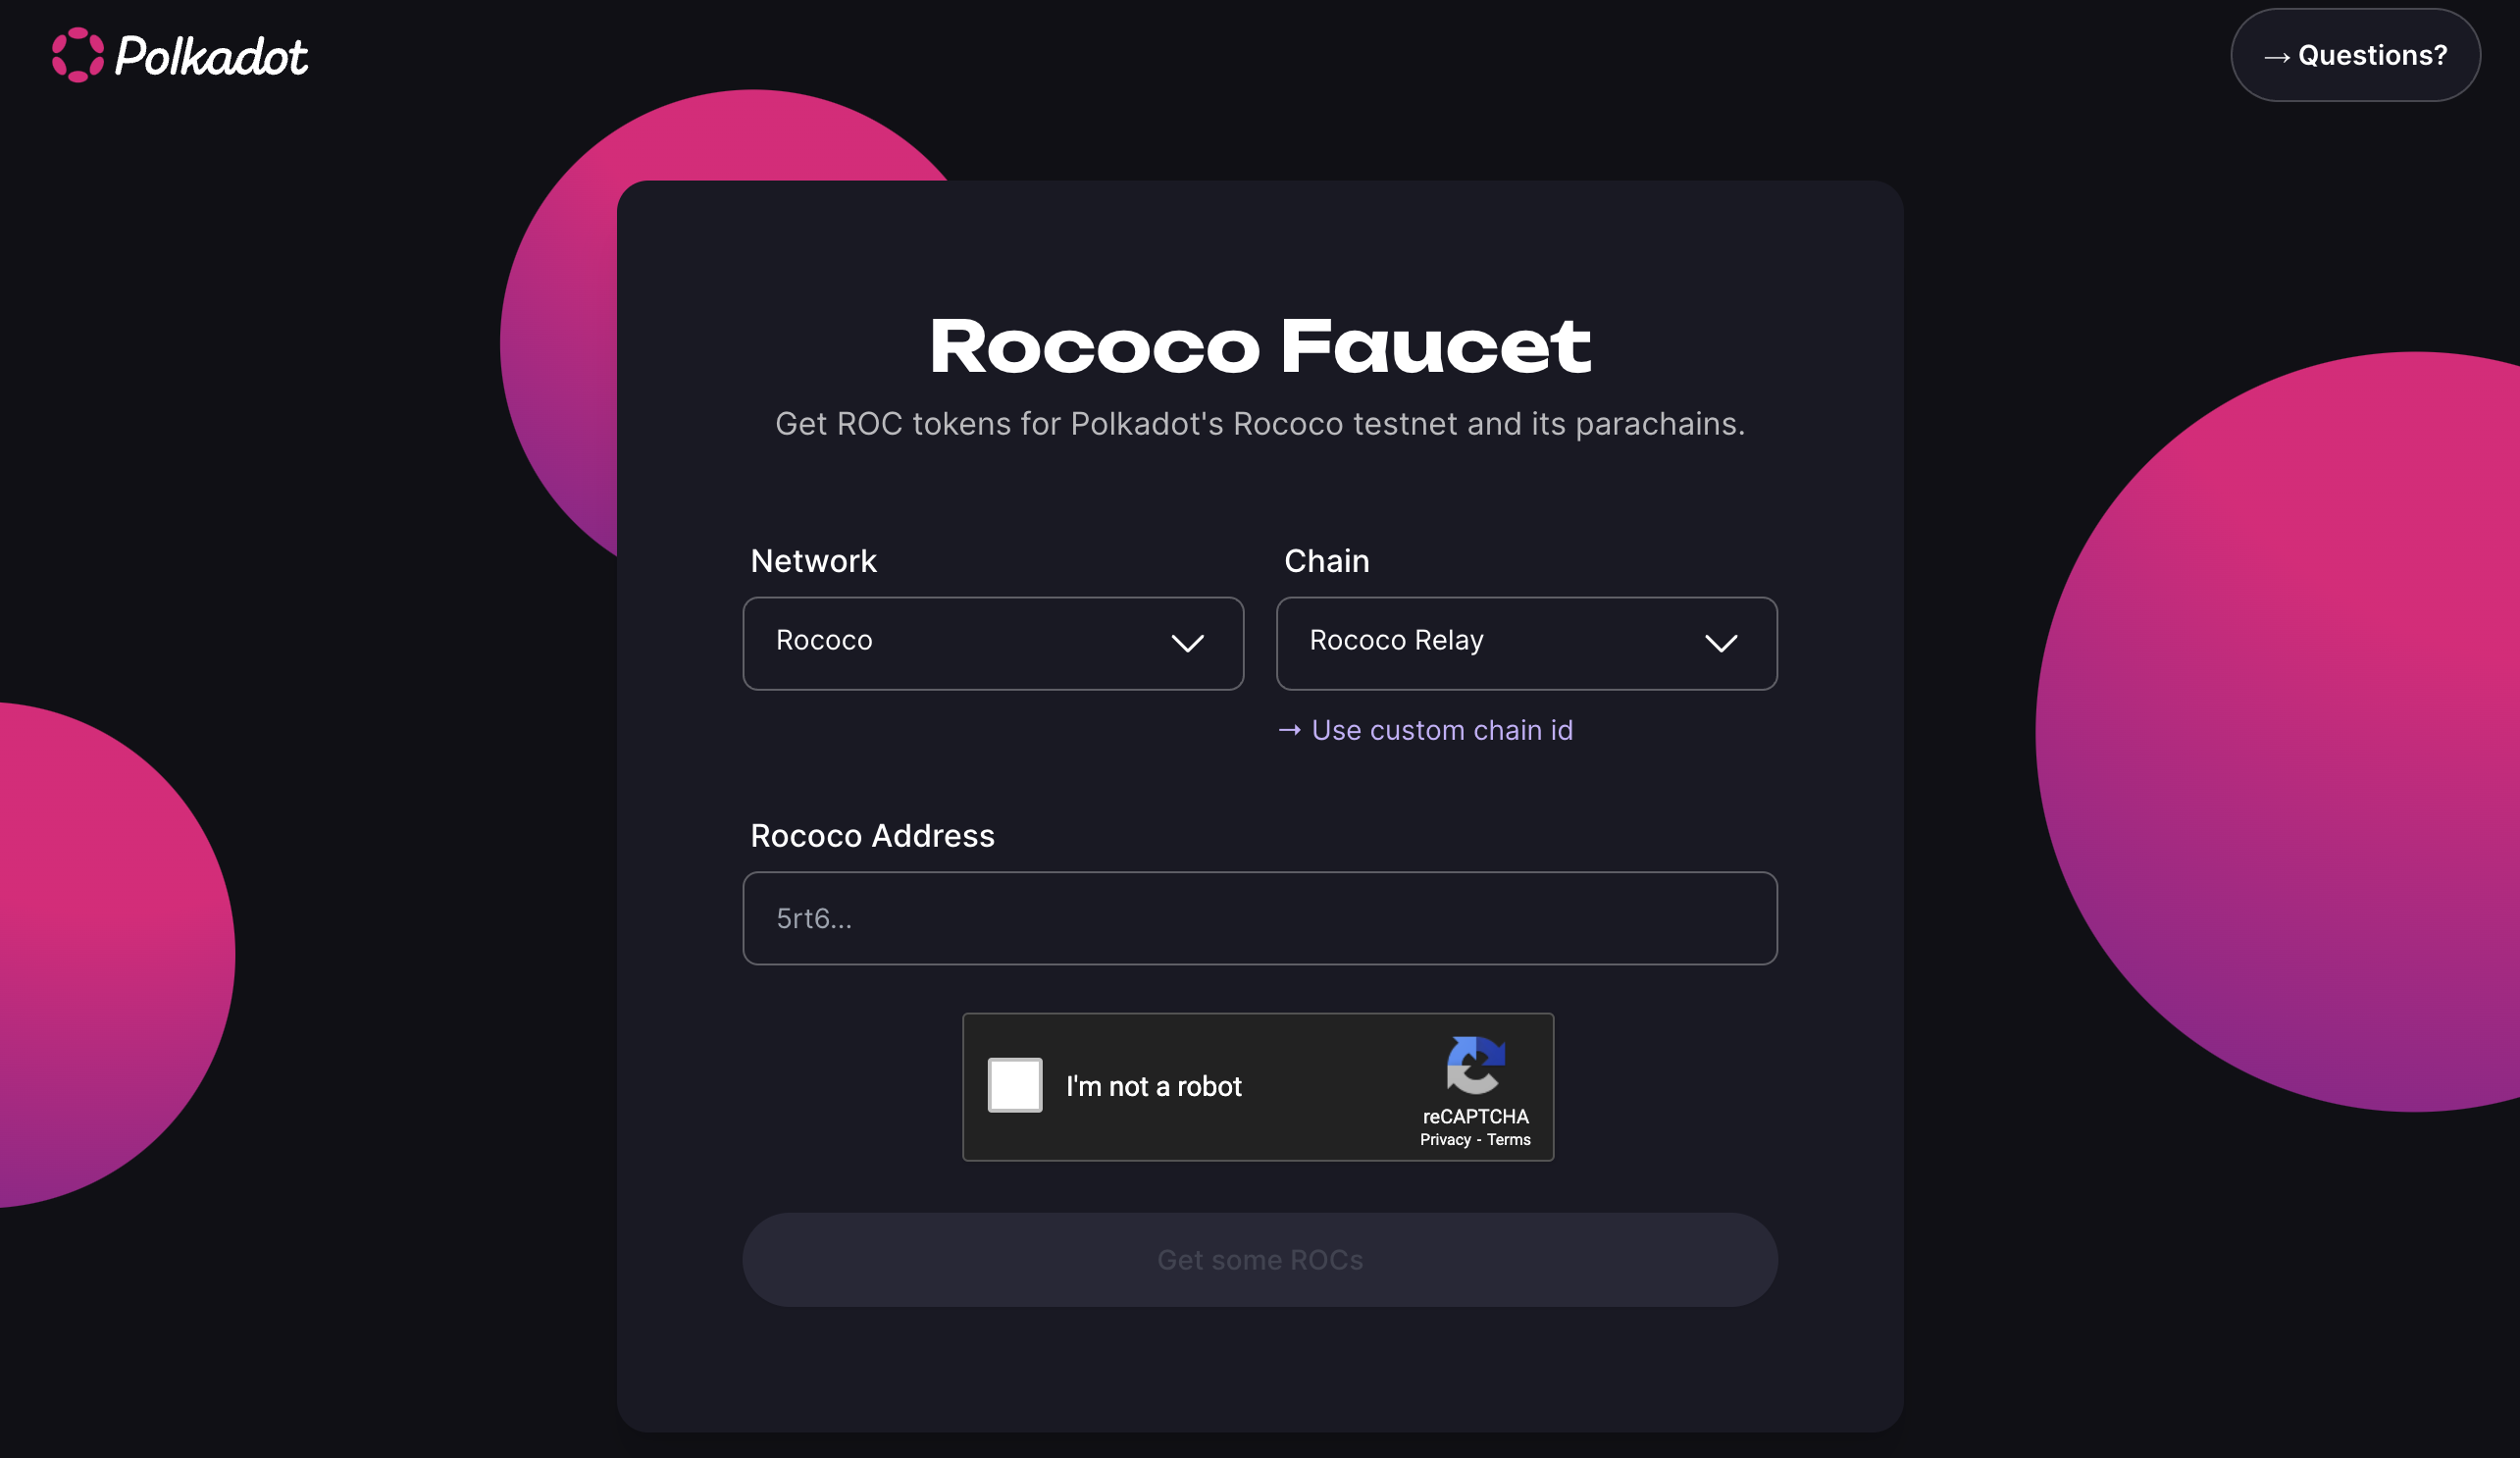 Polkadot
→ Questions?
Rococo Faucet
Get ROC tokens for Polkadot's Rococo testnet and its parachains.
Network
Chain
Rococo
Rococo Relay
→ Use custom chain id
Rococo Address
5rt6...
I'm not a robot
reCAPTCHA
Privacy - Terms
Get some ROCs